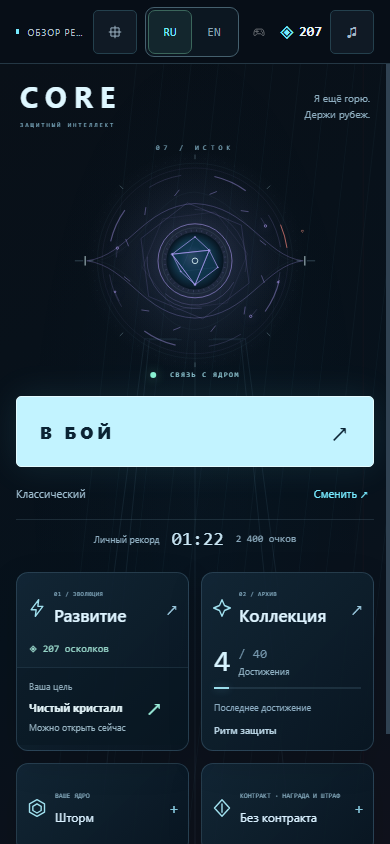 ОБЗОР РЕ…
RU
EN
207
CORE
ЗАЩИТНЫЙ ИНТЕЛЛЕКТ
Я ещё горю.
Держи рубеж.
07 / ИСТОК
СВЯЗЬ С ЯДРОМ
В БОЙ ↗
Классический
Сменить ↗
Личный рекорд 01:22 2 400 очков
01 / ЭВОЛЮЦИЯ
Развитие ↗
207 осколков
Ваша цель
Чистый кристалл ↗
Можно открыть сейчас
02 / АРХИВ
Коллекция ↗
4 / 40
Достижения
Последнее достижение
Ритм защиты
ВАШЕ ЯДРО
Шторм +
КОНТРАКТ · НАГРАДА И ШТРАФ
Без контракта +